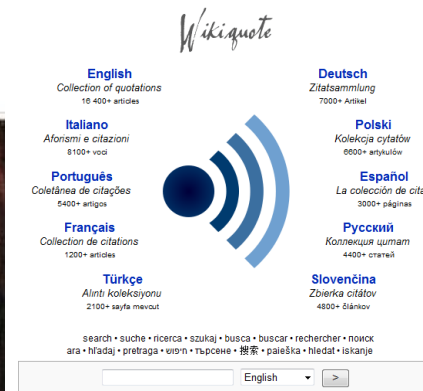 Wikiquote
English
Collection of quotations
16 400+ articles
Deutsch
Zitatsammlung
7000+ Artikel
Italiano
Aforismi e citazioni
8100+ voci
Polski
Kolekcja cytatów
6600+ artykulów
Português
Coletânea de citações
5400+ artigos
Español
La colección de cita
3000+ páginas
Français
Collection de citations
1200+ articles
Русский
Коллекция цитат
4400+ статей
Türkçe
Alıntı koleksiyonu
2100+ sayfa mevcut
Slovenčina
Zbierka citátov
4800+ článkov
search • suche • ricerca • szukaj • busca • buscar • rechercher • поиск
ara • hľadaj • pretraga • חיפוש • търсене • 搜索 • paieška • hledat • iskanje
English >